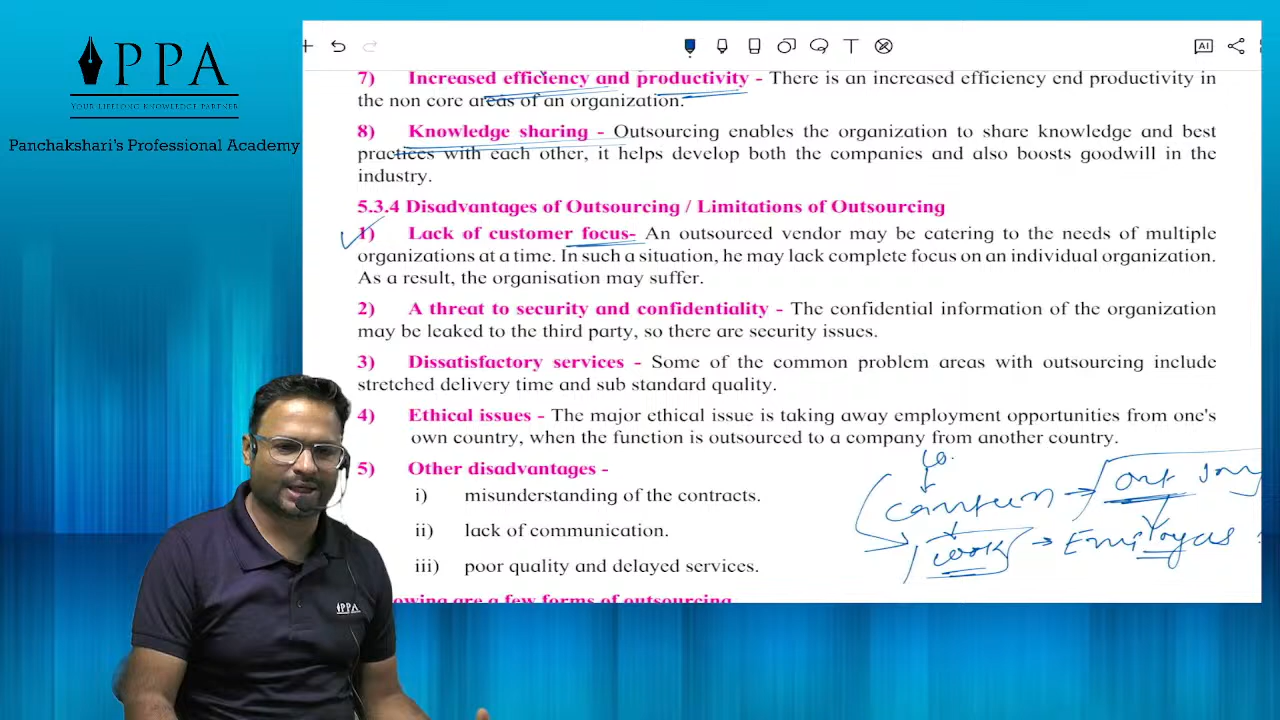 PPA
YOUR LIFELONG KNOWLEDGE PARTNER
Panchakshari's Professional Academy
T
AI
7) Increased efficiency and productivity - There is an increased efficiency end productivity in
the non core areas of an organization.
8) Knowledge sharing - Outsourcing enables the organization to share knowledge and best
practices with each other, it helps develop both the companies and also boosts goodwill in the
industry.
5.3.4 Disadvantages of Outsourcing / Limitations of Outsourcing
1) Lack of customer focus- An outsourced vendor may be catering to the needs of multiple
organizations at a time. In such a situation, he may lack complete focus on an individual organization.
As a result, the organisation may suffer.
2) A threat to security and confidentiality - The confidential information of the organization
may be leaked to the third party, so there are security issues.
3) Dissatisfactory services - Some of the common problem areas with outsourcing include
stretched delivery time and sub standard quality.
4) Ethical issues - The major ethical issue is taking away employment opportunities from one's
own country, when the function is outsourced to a company from another country.
5) Other disadvantages -
i) misunderstanding of the contracts.
ii) lack of communication.
iii) poor quality and delayed services.
canteen out
work Employees
owing are a few forms of outsourcing
PPA